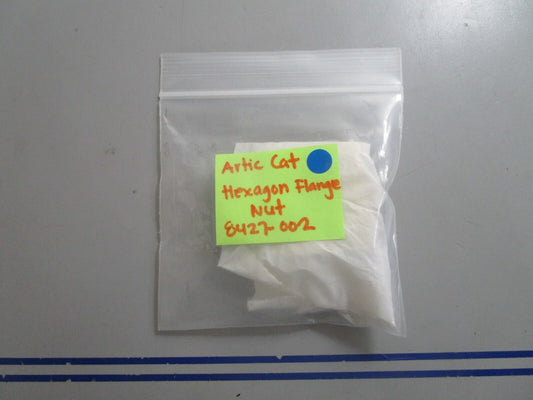 Artic Cat
Hexagon Flange
Nut
8427-002